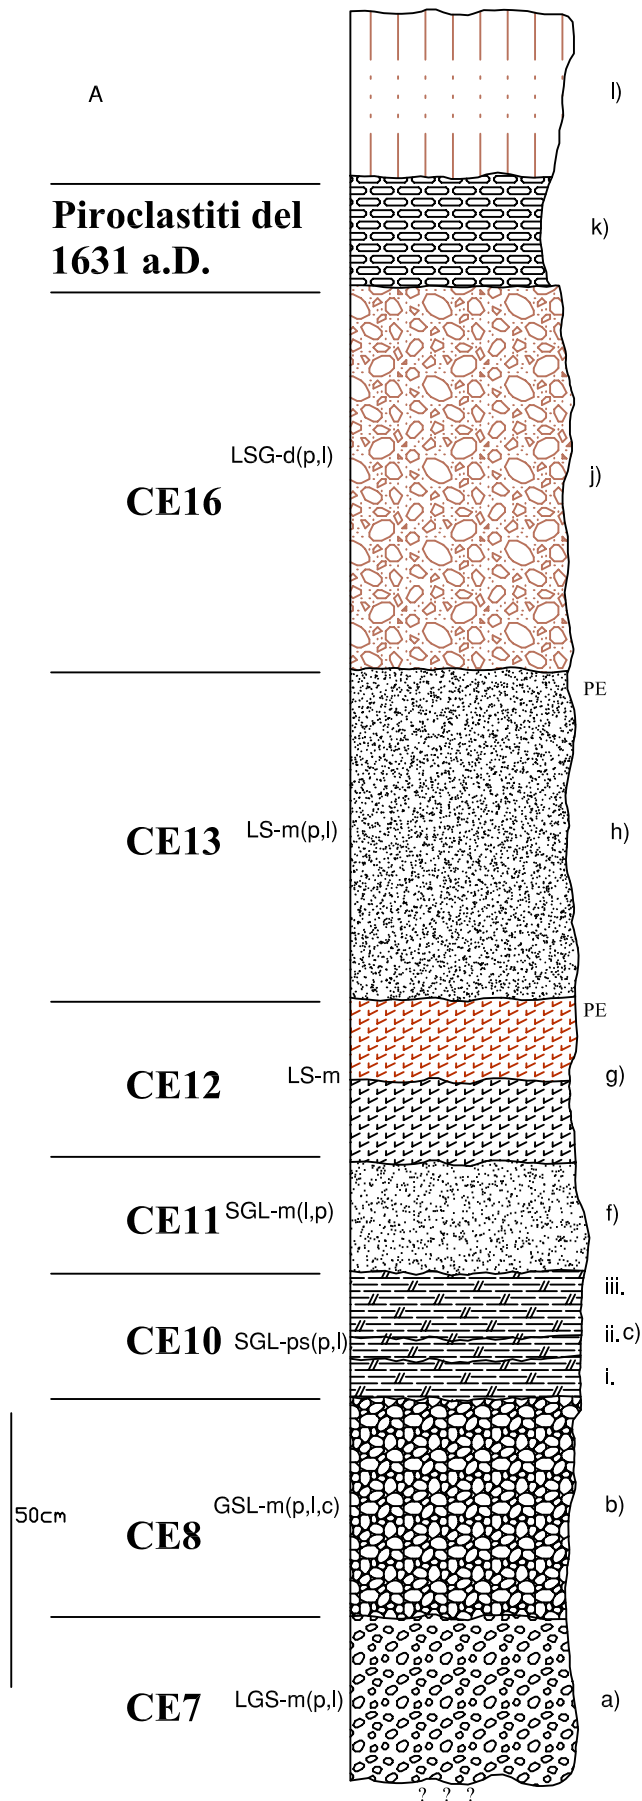 A
l)
Piroclastiti del
1631 a.D.
k)
LSG-d(p,l)
CE16
j)
PE
CE13
LS-m(p,l)
h)
PE
CE12
LS-m
g)
CE11
SGL-m(l,p)
f)
iii.
CE10
SGL-ps(p,l)
ii. c)
i.
GSL-m(p,l,c)
b)
50cm
CE8
CE7
LGS-m(p,l)
a)
? ? ?